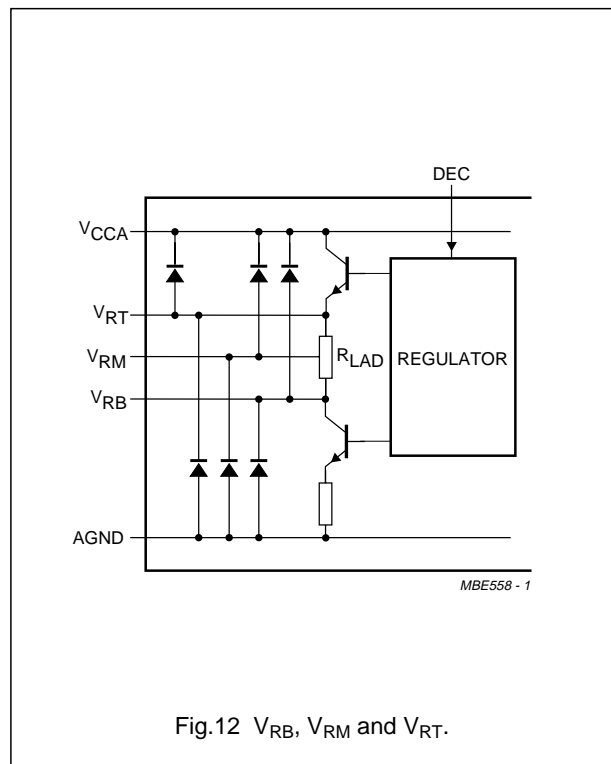 DEC
VCCA
VRT
VRM
RLAD
REGULATOR
VRB
AGND
MBE558 - 1
Fig.12 VRB, VRM and VRT.